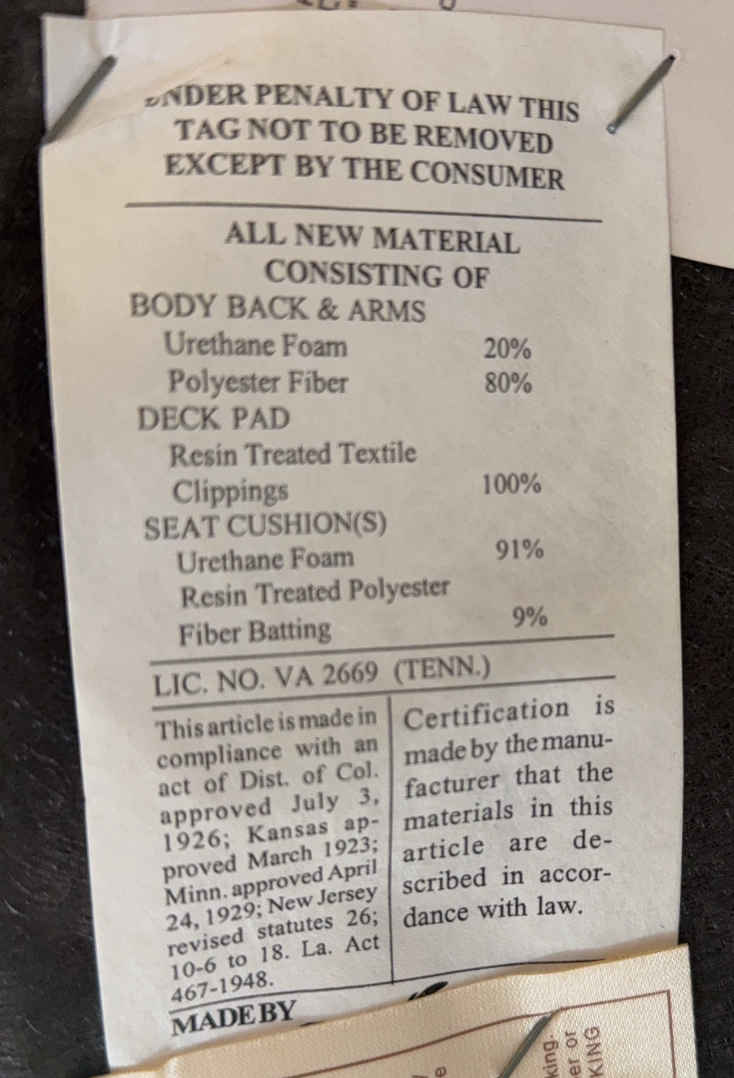 UNDER PENALTY OF LAW THIS
TAG NOT TO BE REMOVED
EXCEPT BY THE CONSUMER
ALL NEW MATERIAL
CONSISTING OF
BODY BACK & ARMS
Urethane Foam 20%
Polyester Fiber 80%
DECK PAD
Resin Treated Textile
Clippings 100%
SEAT CUSHION(S)
Urethane Foam 91%
Resin Treated Polyester
Fiber Batting 9%
LIC. NO. VA 2669 (TENN.)
This article is made in
compliance with an
act of Dist. of Col.
approved July 3,
1926; Kansas ap-
proved March 1923;
Minn. approved April
24, 1929; New Jersey
revised statutes 26;
10-6 to 18. La. Act
467-1948.
Certification is
made by the manu-
facturer that the
materials in this
article are de-
scribed in accor-
dance with law.
MADE BY
king.
er or
KING